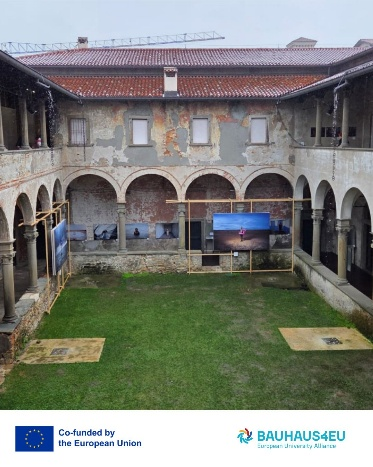 Co-funded by
the European Union
BAUHAUS4EU
European University Alliance